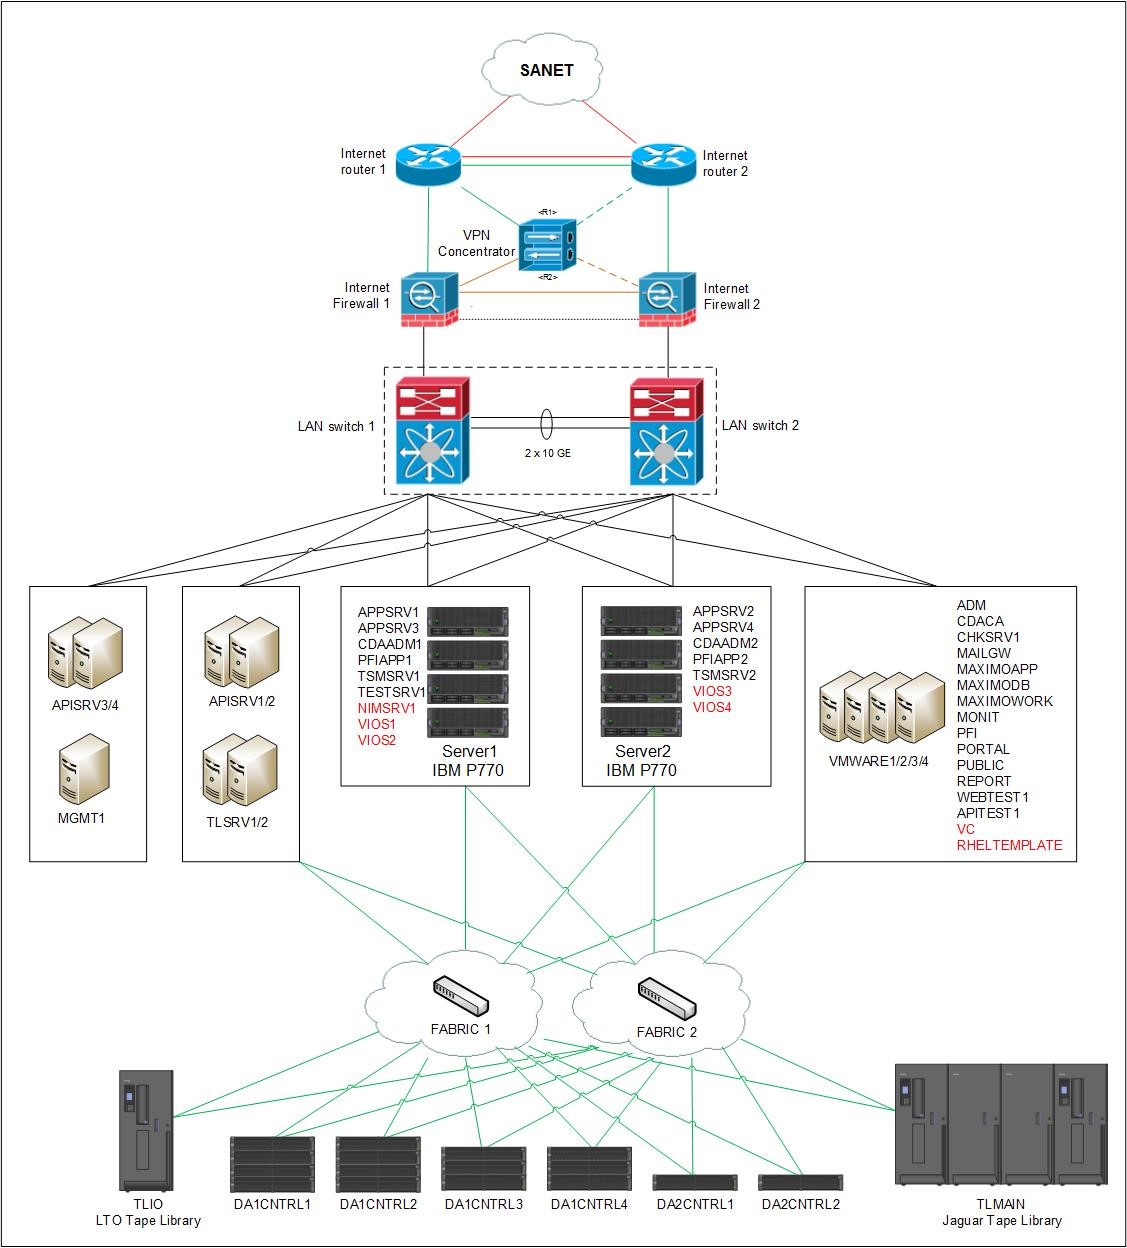 SANET
Internet
router 1
Internet
router 2
<R1>
VPN
Concentrator
<R2>
Internet
Firewall 1
Internet
Firewall 2
LAN switch 1
LAN switch 2
2 x 10 GE
APISRV3/4
MGMT1
APISRV1/2
TLSRV1/2
APPSRV1
APPSRV3
CDAADM1
PFIAPP1
TSMSRV1
TESTSRV1
NIMSRV1
VIOS1
VIOS2
Server1
IBM P770
APPSRV2
APPSRV4
CDAADM2
PFIAPP2
TSMSRV2
VIOS3
VIOS4
Server2
IBM P770
VMWARE1/2/3/4
ADM
CDACA
CHKSRV1
MAILGW
MAXIMOAPP
MAXIMODB
MAXIMOWORK
MONIT
PFI
PORTAL
PUBLIC
REPORT
WEBTEST1
APITEST1
VC
RHELTEMPLATE
FABRIC 1
FABRIC 2
TLIO
LTO Tape Library
DA1CNTRL1
DA1CNTRL2
DA1CNTRL3
DA1CNTRL4
DA2CNTRL1
DA2CNTRL2
TLMAIN
Jaguar Tape Library